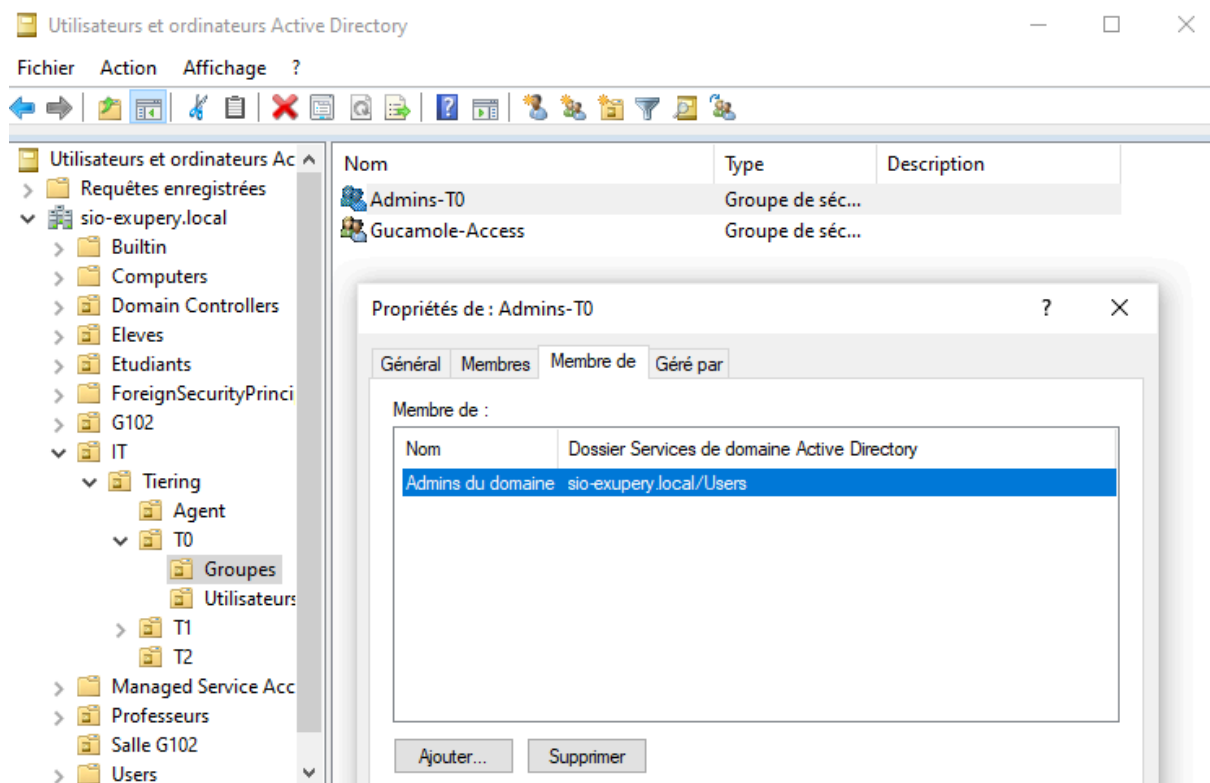 Utilisateurs et ordinateurs Active Directory
Fichier Action Affichage ?
Utilisateurs et ordinateurs Ac
Requêtes enregistrées
sio-exupery.local
Builtin
Computers
Domain Controllers
Eleves
Etudiants
ForeignSecurityPrinci
G102
IT
Tiering
Agent
T0
Groupes
Utilisateurs
T1
T2
Managed Service Acc
Professeurs
Salle G102
Users
Nom Type Description
Admins-T0 Groupe de séc...
Gucamole-Access Groupe de séc...
Propriétés de : Admins-T0 ?
Général Membres Membre de Géré par
Membre de :
Nom Dossier Services de domaine Active Directory
Admins du domaine sio-exupery.local/Users
Ajouter... Supprimer